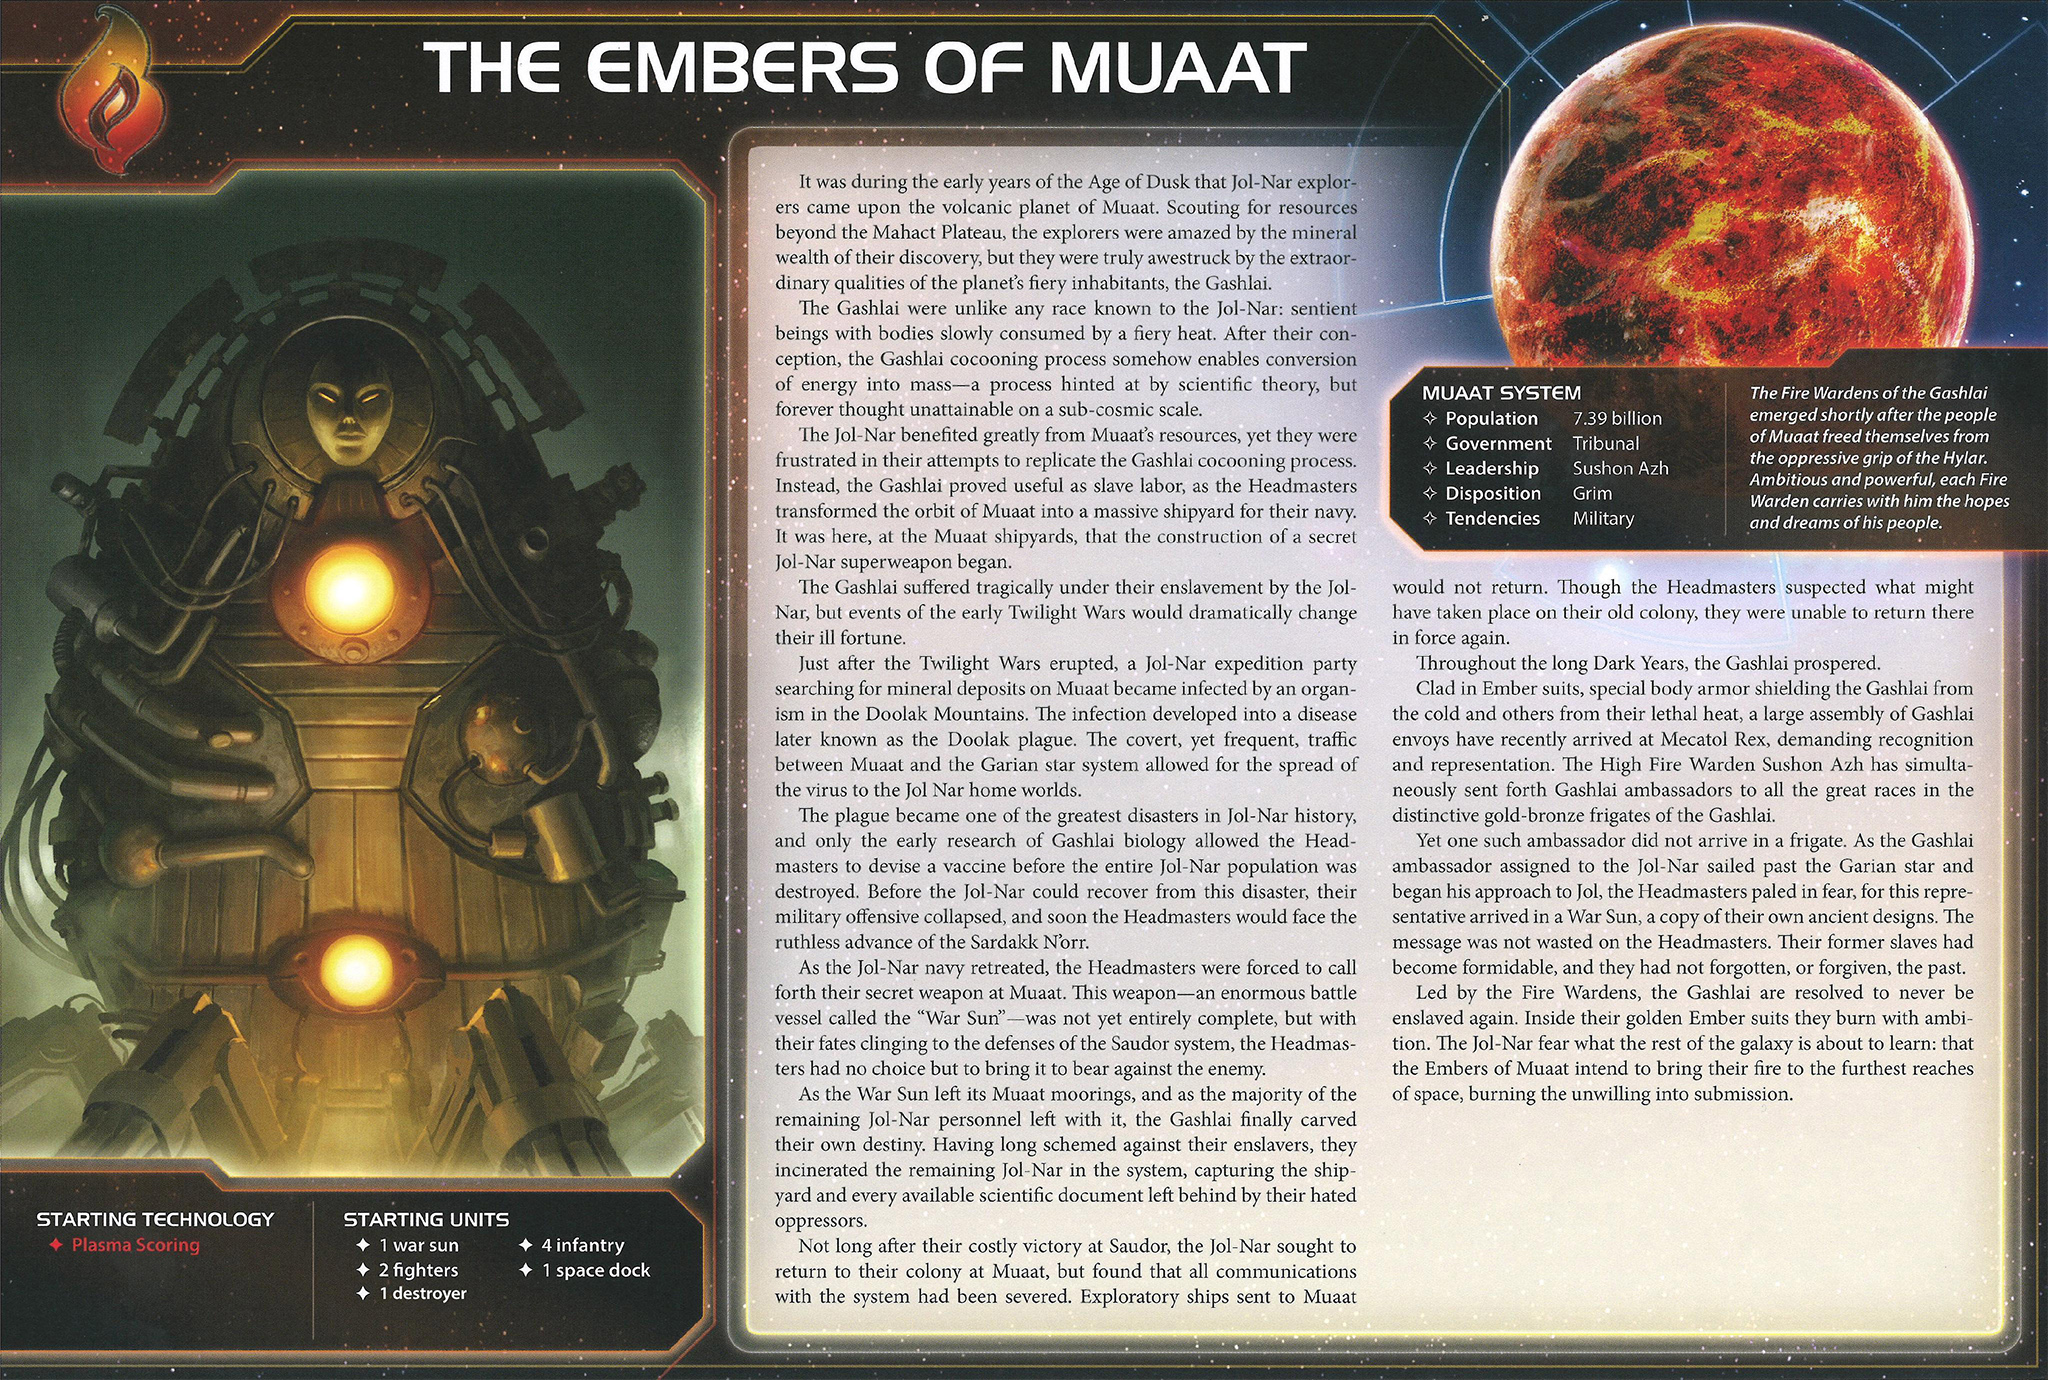 THE EMBERS OF MUAAT
It was during the early years of the Age of Dusk that Jol-Nar explor-
ers came upon the volcanic planet of Muaat. Scouting for resources
beyond the Mahact Plateau, the explorers were amazed by the mineral
wealth of their discovery, but they were truly awestruck by the extraor-
dinary qualities of the planet's fiery inhabitants, the Gashlai.
The Gashlai were unlike any race known to the Jol-Nar: sentient
beings with bodies slowly consumed by a fiery heat. After their con-
ception, the Gashlai cocooning process somehow enables conversion
of energy into mass—a process hinted at by scientific theory, but
forever thought unattainable on a sub-cosmic scale.
The Jol-Nar benefited greatly from Muaat's resources, yet they were
frustrated in their attempts to replicate the Gashlai cocooning process.
Instead, the Gashlai proved useful as slave labor, as the Headmasters
transformed the orbit of Muaat into a massive shipyard for their navy.
It was here, at the Muaat shipyards, that the construction of a secret
Jol-Nar superweapon began.
The Gashlai suffered tragically under their enslavement by the Jol-
Nar, but events of the early Twilight Wars would dramatically change
their ill fortune.
Just after the Twilight Wars erupted, a Jol-Nar expedition party
searching for mineral deposits on Muaat became infected by an organ-
ism in the Doolak Mountains. The infection developed into a disease
later known as the Doolak plague. The covert, yet frequent, traffic
between Muaat and the Garian star system allowed for the spread of
the virus to the Jol Nar home worlds.
The plague became one of the greatest disasters in Jol-Nar history,
and only the early research of Gashlai biology allowed the Head-
masters to devise a vaccine before the entire Jol-Nar population was
destroyed. Before the Jol-Nar could recover from this disaster, their
military offensive collapsed, and soon the Headmasters would face the
ruthless advance of the Sardakk N'orr.
As the Jol-Nar navy retreated, the Headmasters were forced to call
forth their secret weapon at Muaat. This weapon—an enormous battle
vessel called the “War Sun”—was not yet entirely complete, but with
their fates clinging to the defenses of the Saudor system, the Headmas-
ters had no choice but to bring it to bear against the enemy.
As the War Sun left its Muaat moorings, and as the majority of the
remaining Jol-Nar personnel left with it, the Gashlai finally carved
their own destiny. Having long schemed against their enslavers, they
incinerated the remaining Jol-Nar in the system, capturing the ship-
yard and every available scientific document left behind by their hated
oppressors.
Not long after their costly victory at Saudor, the Jol-Nar sought to
return to their colony at Muaat, but found that all communications
with the system had been severed. Exploratory ships sent to Muaat
MUAAT SYSTEM
Population 7.39 billion
Government Tribunal
Leadership Sushon Azh
Disposition Grim
Tendencies Military
The Fire Wardens of the Gashlai
emerged shortly after the people
of Muaat freed themselves from
the oppressive grip of the Hylar.
Ambitious and powerful, each Fire
Warden carries with him the hopes
and dreams of his people.
would not return. Though the Headmasters suspected what might
have taken place on their old colony, they were unable to return there
in force again.
Throughout the long Dark Years, the Gashlai prospered.
Clad in Ember suits, special body armor shielding the Gashlai from
the cold and others from their lethal heat, a large assembly of Gashlai
envoys have recently arrived at Mecatol Rex, demanding recognition
and representation. The High Fire Warden Sushon Azh has simulta-
neously sent forth Gashlai ambassadors to all the great races in the
distinctive gold-bronze frigates of the Gashlai.
Yet one such ambassador did not arrive in a frigate. As the Gashlai
ambassador assigned to the Jol-Nar sailed past the Garian star and
began his approach to Jol, the Headmasters paled in fear, for this repre-
sentative arrived in a War Sun, a copy of their own ancient designs. The
message was not wasted on the Headmasters. Their former slaves had
become formidable, and they had not forgotten, or forgiven, the past.
Led by the Fire Wardens, the Gashlai are resolved to never be
enslaved again. Inside their golden Ember suits they burn with ambi-
tion. The Jol-Nar fear what the rest of the galaxy is about to learn: that
the Embers of Muaat intend to bring their fire to the furthest reaches
of space, burning the unwilling into submission.
STARTING TECHNOLOGY
Plasma Scoring
STARTING UNITS
1 war sun
2 fighters
1 destroyer
4 infantry
1 space dock